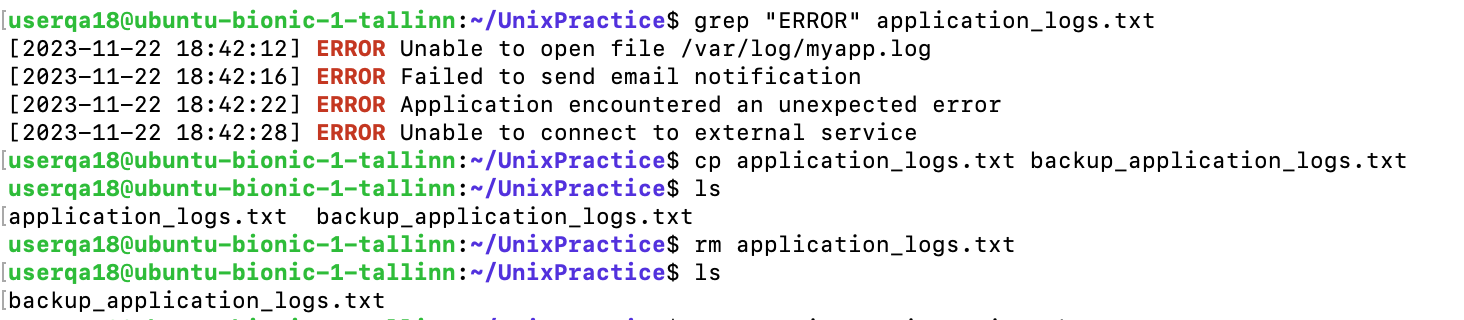 userqa18@ubuntu-bionic-1-tallinn:~/UnixPractice$ grep "ERROR" application_logs.txt
[2023-11-22 18:42:12] ERROR Unable to open file /var/log/myapp.log
[2023-11-22 18:42:16] ERROR Failed to send email notification
[2023-11-22 18:42:22] ERROR Application encountered an unexpected error
[2023-11-22 18:42:28] ERROR Unable to connect to external service
userqa18@ubuntu-bionic-1-tallinn:~/UnixPractice$ cp application_logs.txt backup_application_logs.txt
userqa18@ubuntu-bionic-1-tallinn:~/UnixPractice$ ls
application_logs.txt  backup_application_logs.txt
userqa18@ubuntu-bionic-1-tallinn:~/UnixPractice$ rm application_logs.txt
userqa18@ubuntu-bionic-1-tallinn:~/UnixPractice$ ls
backup_application_logs.txt